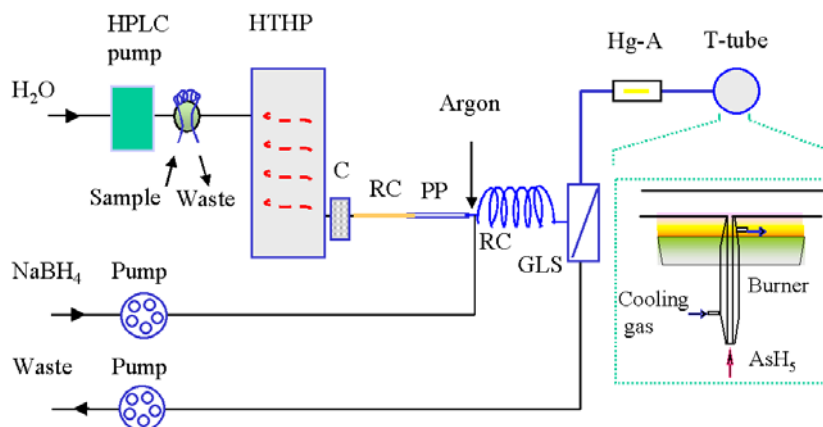 HPLC
pump
HTHP
Hg-A
T-tube
H₂O
Argon
Sample
Waste
C
RC
PP
RC
GLS
NaBH₄
Pump
Waste
Pump
Burner
Cooling
gas
AsH₅